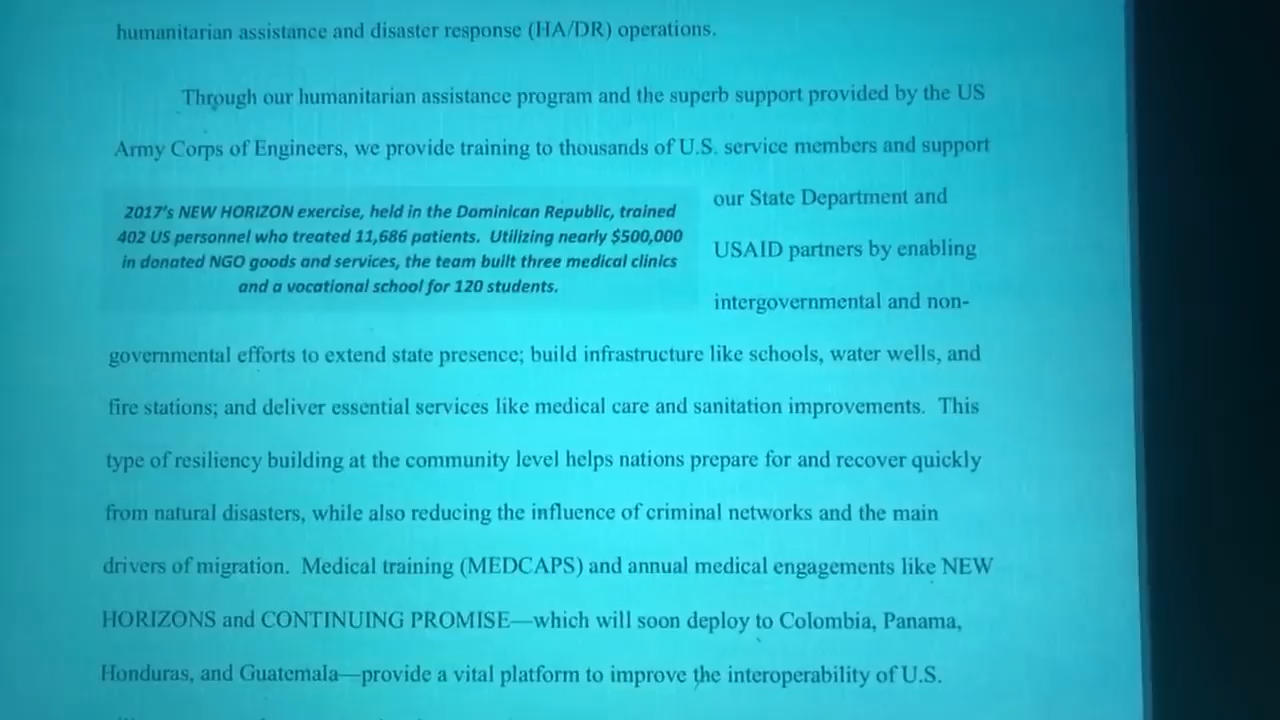 humanitarian assistance and disaster response (HA/DR) operations.
Through our humanitarian assistance program and the superb support provided by the US
Army Corps of Engineers, we provide training to thousands of U.S. service members and support
2017's NEW HORIZON exercise, held in the Dominican Republic, trained
402 US personnel who treated 11,686 patients. Utilizing nearly $500,000
in donated NGO goods and services, the team built three medical clinics
and a vocational school for 120 students.
our State Department and
USAID partners by enabling
intergovernmental and non-
governmental efforts to extend state presence; build infrastructure like schools, water wells, and
fire stations; and deliver essential services like medical care and sanitation improvements. This
type of resiliency building at the community level helps nations prepare for and recover quickly
from natural disasters, while also reducing the influence of criminal networks and the main
drivers of migration. Medical training (MEDCAPS) and annual medical engagements like NEW
HORIZONS and CONTINUING PROMISE—which will soon deploy to Colombia, Panama,
Honduras, and Guatemala—provide a vital platform to improve the interoperability of U.S.